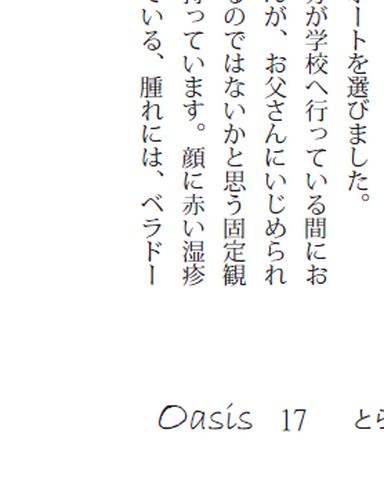 ートを選びました。
が学校へ行っている間にお
が、お父さんにいじめられ
のではないかと思う固定観
っています。顔に赤い湿疹
いる、腫れには、ベラドー
Oasis 17 と